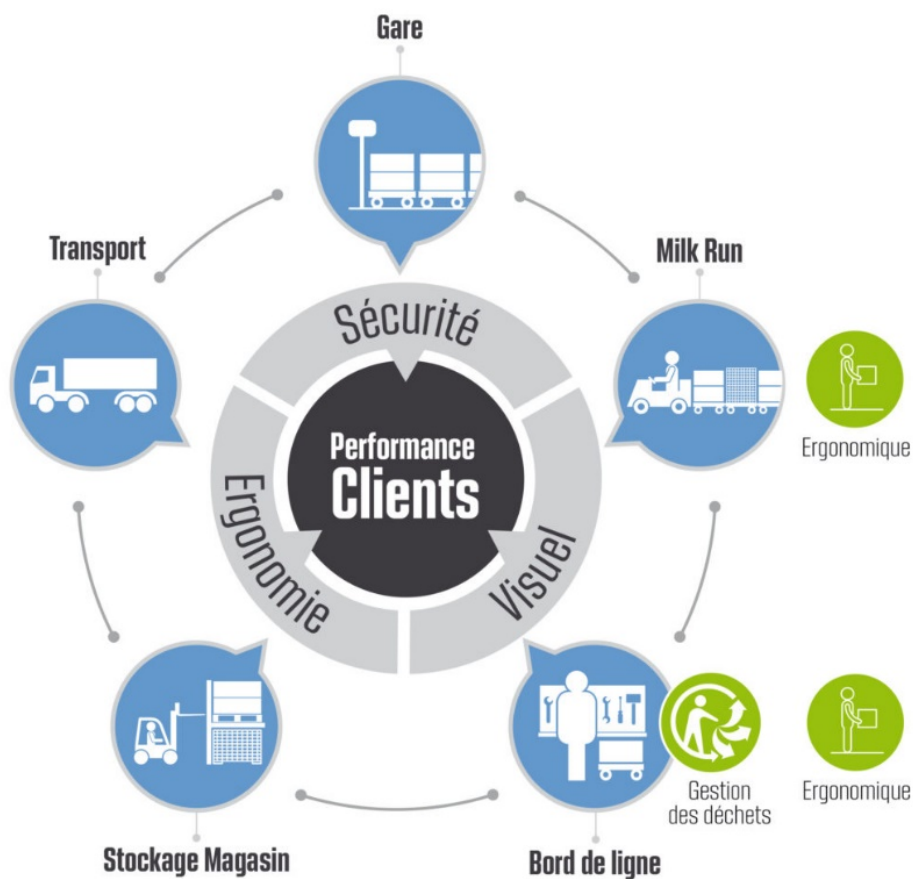 Gare
Transport
Milk Run
Sécurité
Performance
Clients
Ergonomie
Visuel
Ergonomique
Gestion
des déchets
Ergonomique
Stockage Magasin
Bord de ligne